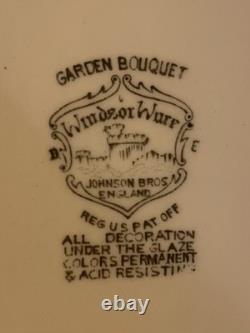 GARDEN BOUQUET
Windsor Ware
D E
JOHNSON BROS
ENGLAND
REG US PAT OFF
ALL DECORATION
UNDER THE GLAZE
COLORS PERMANENT
& ACID RESISTING
ebay